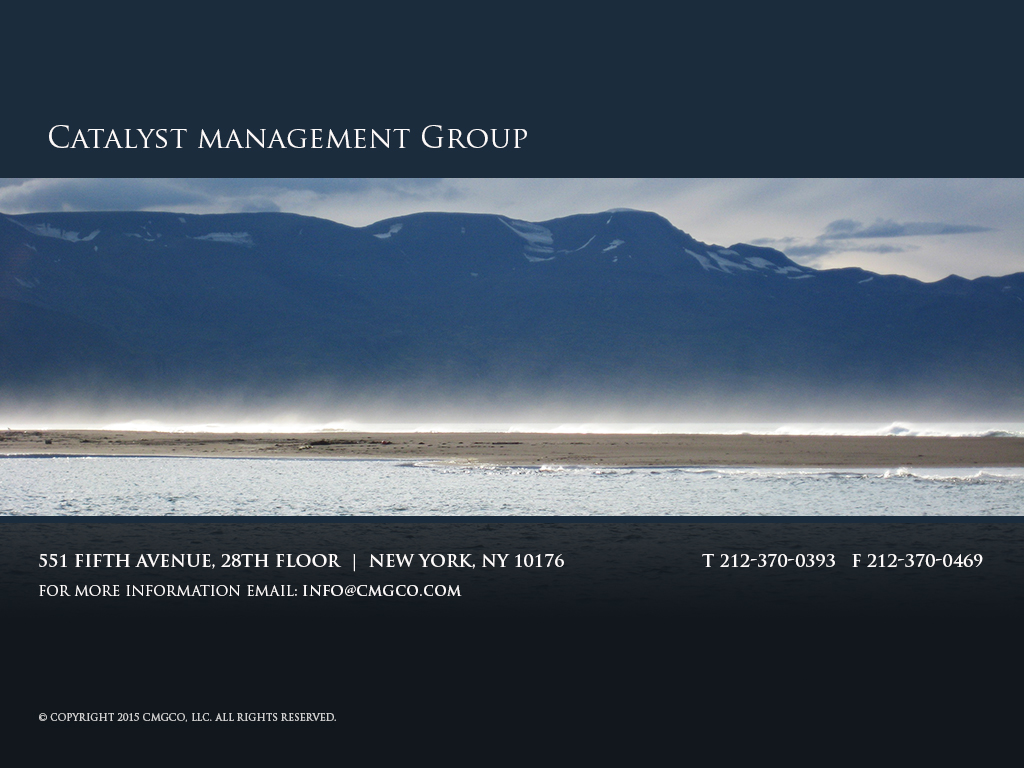 Catalyst management Group
551 FIFTH AVENUE, 28TH FLOOR | NEW YORK, NY 10176 T 212-370-0393 F 212-370-0469
FOR MORE INFORMATION EMAIL: INFO@CMGCO.COM
© COPYRIGHT 2015 CMGCO, LLC. ALL RIGHTS RESERVED.